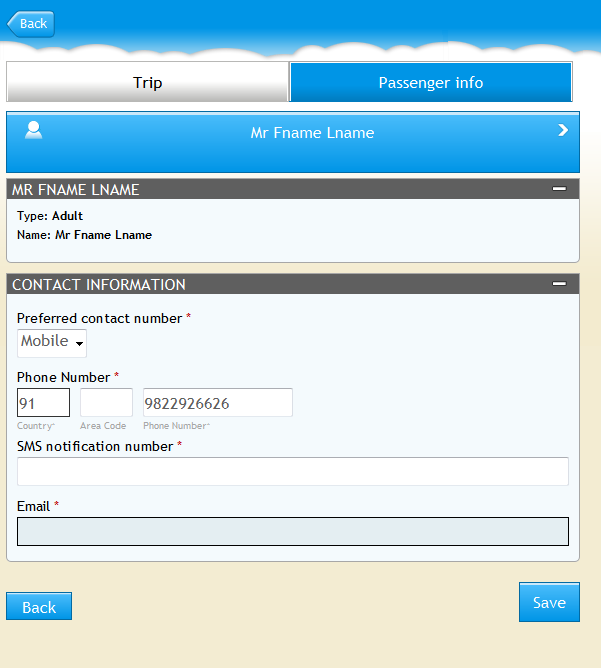 Back
Trip Passenger info
Mr Fname Lname
MR FNAME LNAME
Type: Adult
Name: Mr Fname Lname
CONTACT INFORMATION
Preferred contact number *
Mobile
Phone Number *
91 9822926626
Country* Area Code Phone Number*
SMS notification number *
Email *
Back Save